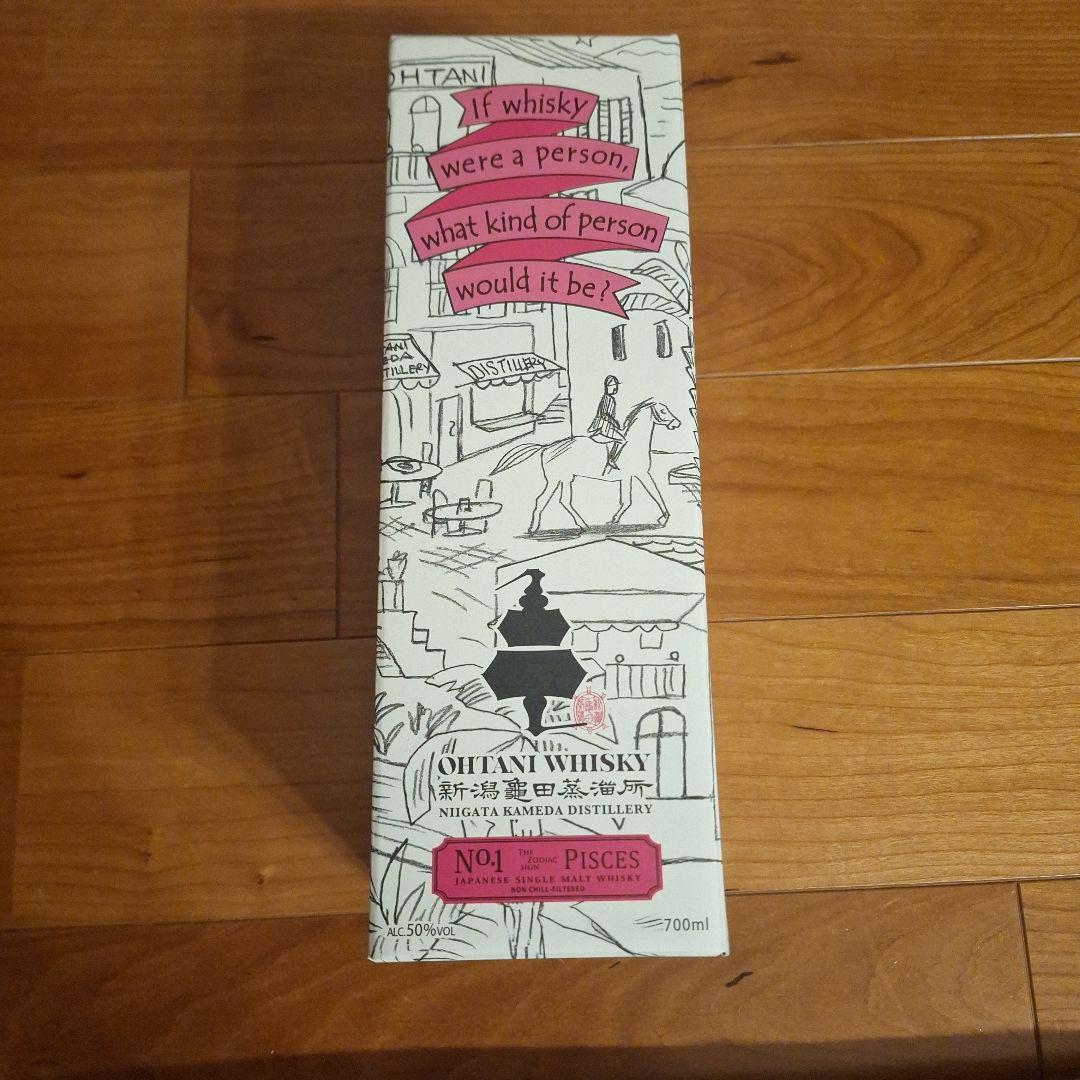 OHTANI
If whisky
were a person,
what kind of person
would it be?
DISTILLERY
TILLERY
OHTANI WHISKY
新潟亀田蒸溜所
NIIGATA KAMEDA DISTILLERY
No.1 THE ZODIAC SIGN PISCES
JAPANESE SINGLE MALT WHISKY
NON CHILL-FILTERED
ALC.50%VOL
700ml